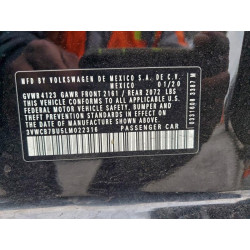 MFD BY VOLKSWAGEN DE MEXICO S.A. DE C.V.
MEXICO 01/20
GVWR 4123 GAWR FRONT 2161 / REAR 2072 LBS
THIS VEHICLE CONFORMS TO ALL APPLICABLE
FEDERAL MOTOR VEHICLE SAFETY, BUMPER, AND
THEFT PREVENTION STANDARDS IN EFFECT ON
THE DATE OF MANUFACTURE SHOWN ABOVE.
3VWCB7BU5LM022316 PASSENGER CAR